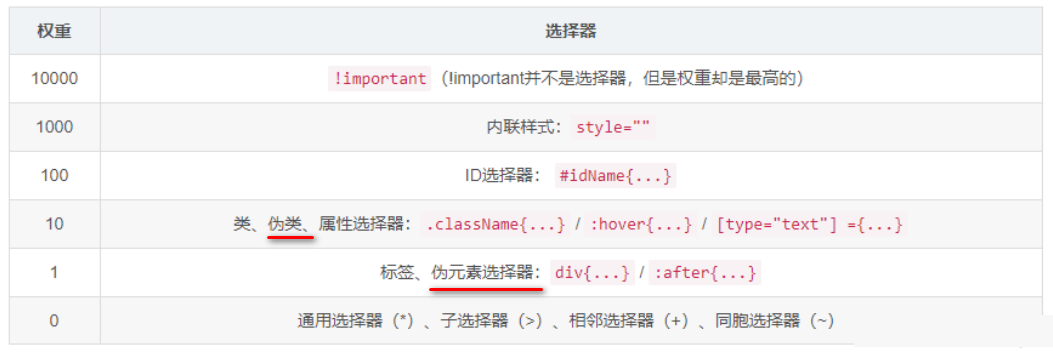 权重 选择器
10000 !important (!important并不是选择器，但是权重却是最高的)
1000 内联样式： style=""
100 ID选择器： #idName{...}
10 类、伪类、属性选择器： .className{...} / :hover{...} / [type="text"] ={...}
1 标签、伪元素选择器： div{...} / :after{...}
0 通用选择器 (*) 、子选择器 (>) 、相邻选择器 (+) 、同胞选择器 (~)